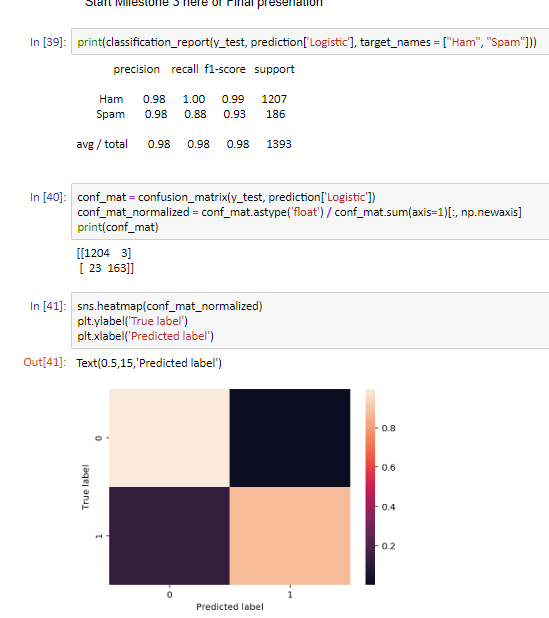 Start Milestone 3 here or Final presenation
In [39]: print(classification_report(y_test, prediction['Logistic'], target_names = ["Ham", "Spam"]))
precision recall f1-score support
Ham 0.98 1.00 0.99 1207
Spam 0.98 0.88 0.93 186
avg / total 0.98 0.98 0.98 1393
In [40]: conf_mat = confusion_matrix(y_test, prediction['Logistic'])
conf_mat_normalized = conf_mat.astype('float') / conf_mat.sum(axis=1)[:, np.newaxis]
print(conf_mat)
[[1204 3]
[ 23 163]]
In [41]: sns.heatmap(conf_mat_normalized)
plt.ylabel('True label')
plt.xlabel('Predicted label')
Out[41]: Text(0.5,15,'Predicted label')
0
1
True label
0 1
Predicted label
0.8
0.6
0.4
0.2